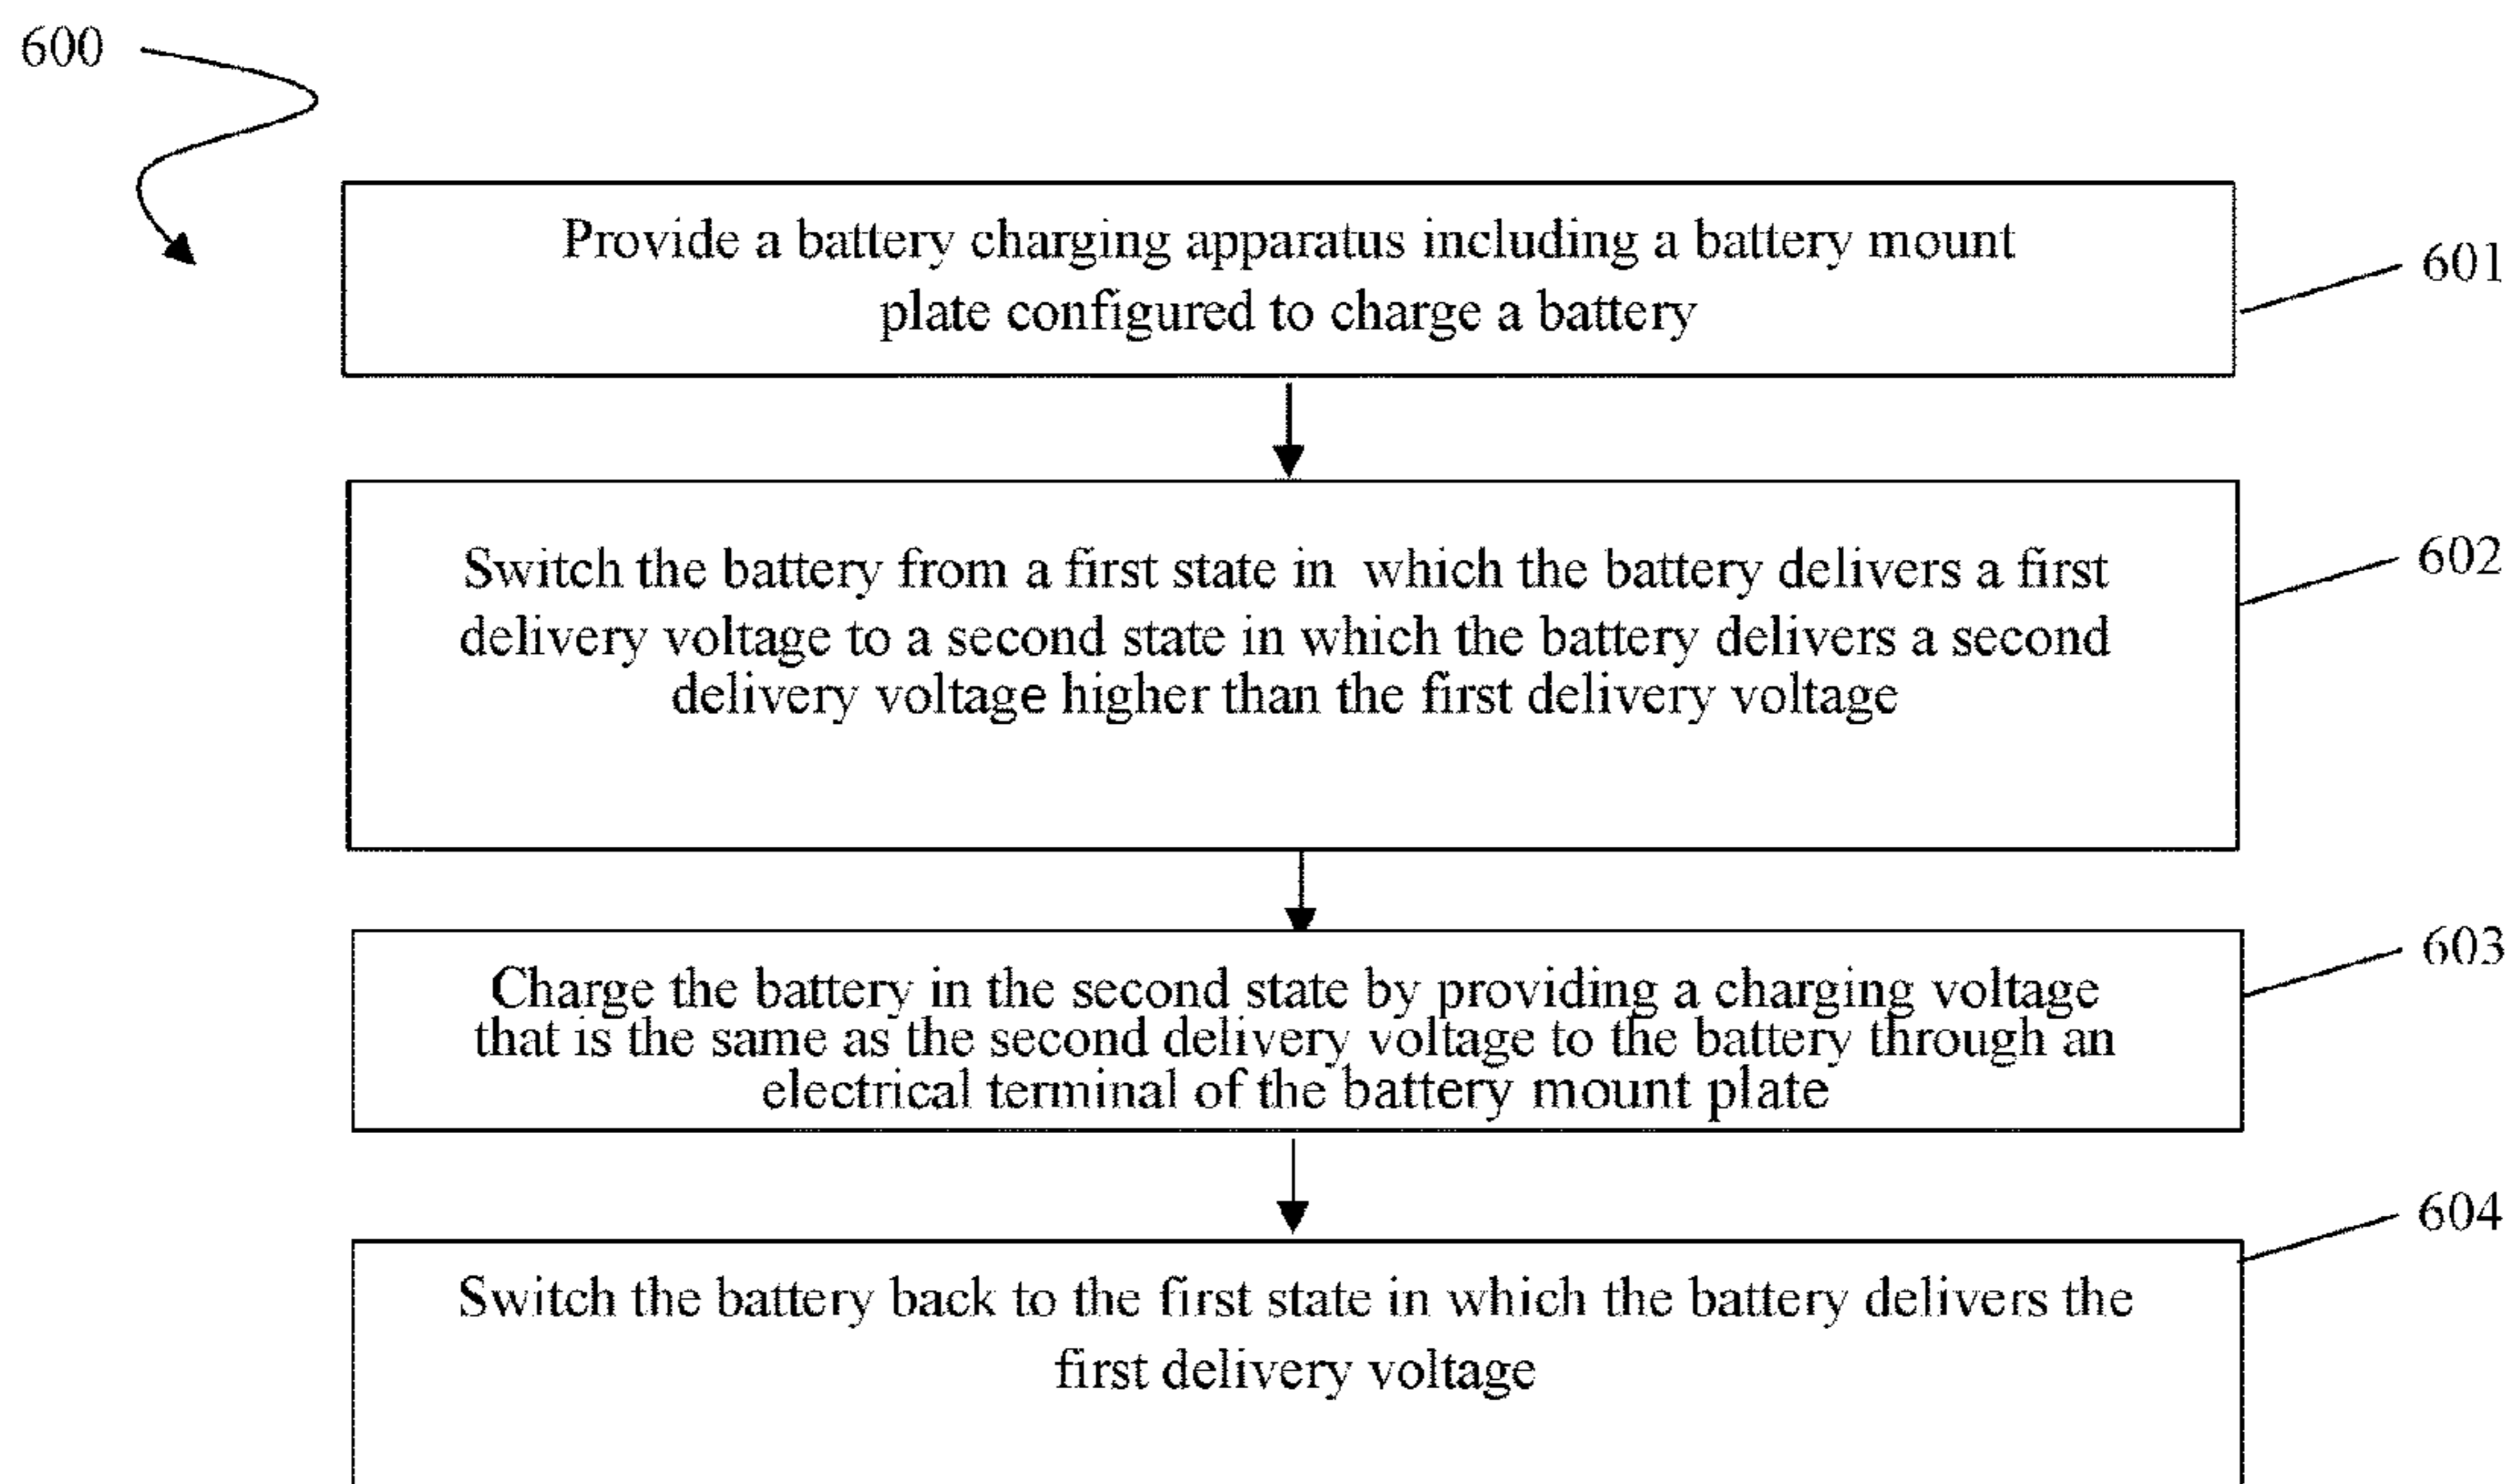 600
Provide a battery charging apparatus including a battery mount
plate configured to charge a battery
601
Switch the battery from a first state in which the battery delivers a first
delivery voltage to a second state in which the battery delivers a second
delivery voltage higher than the first delivery voltage
602
Charge the battery in the second state by providing a charging voltage
that is the same as the second delivery voltage to the battery through an
electrical terminal of the battery mount plate
603
Switch the battery back to the first state in which the battery delivers the
first delivery voltage
604